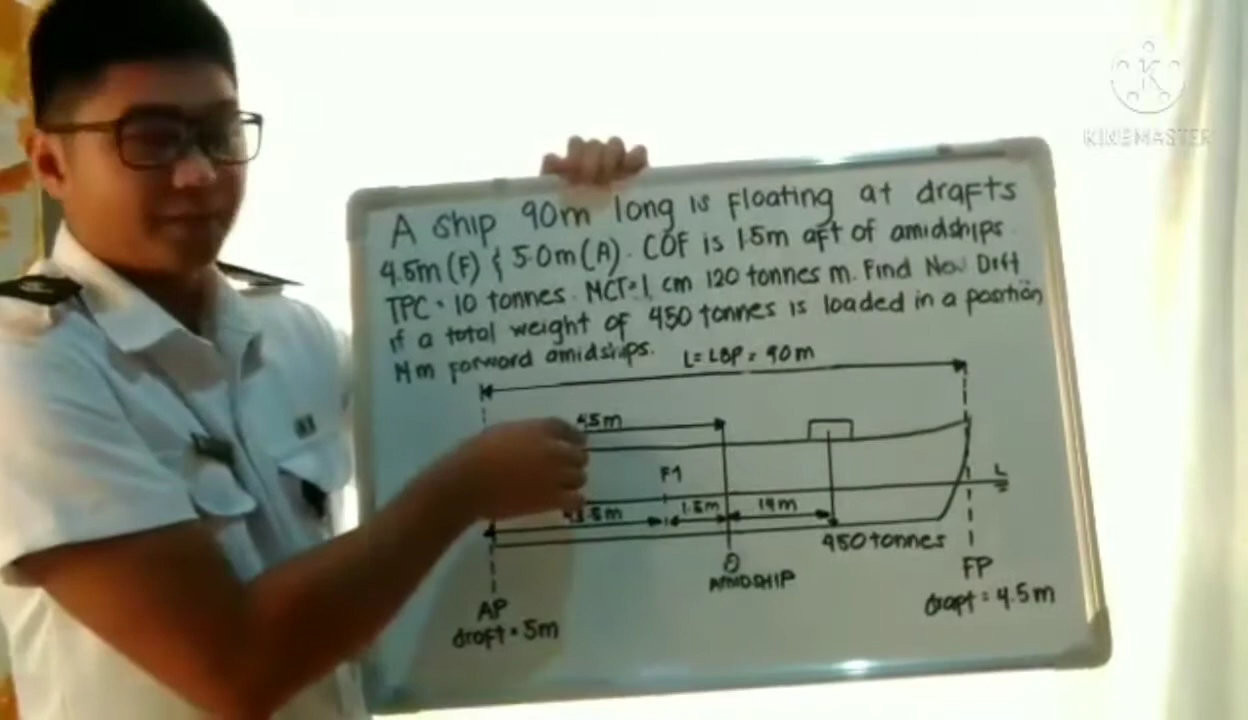 KINEMASTER
A ship 90m long is floating at drafts
4.5m (F) & 5.0m (A). COF is 1.5m aft of amidships.
TPC = 10 tonnes. MCT=1 cm 120 tonnes m. Find New Drft
if a total weight of 450 tonnes is loaded in a position
14m forward amidships.
L= LBP = 90m
45m
F1
L
43.5m 1.5m 14m
450 tonnes
AMIDSHIP
FP
draft = 4.5m
AP
draft = 5m